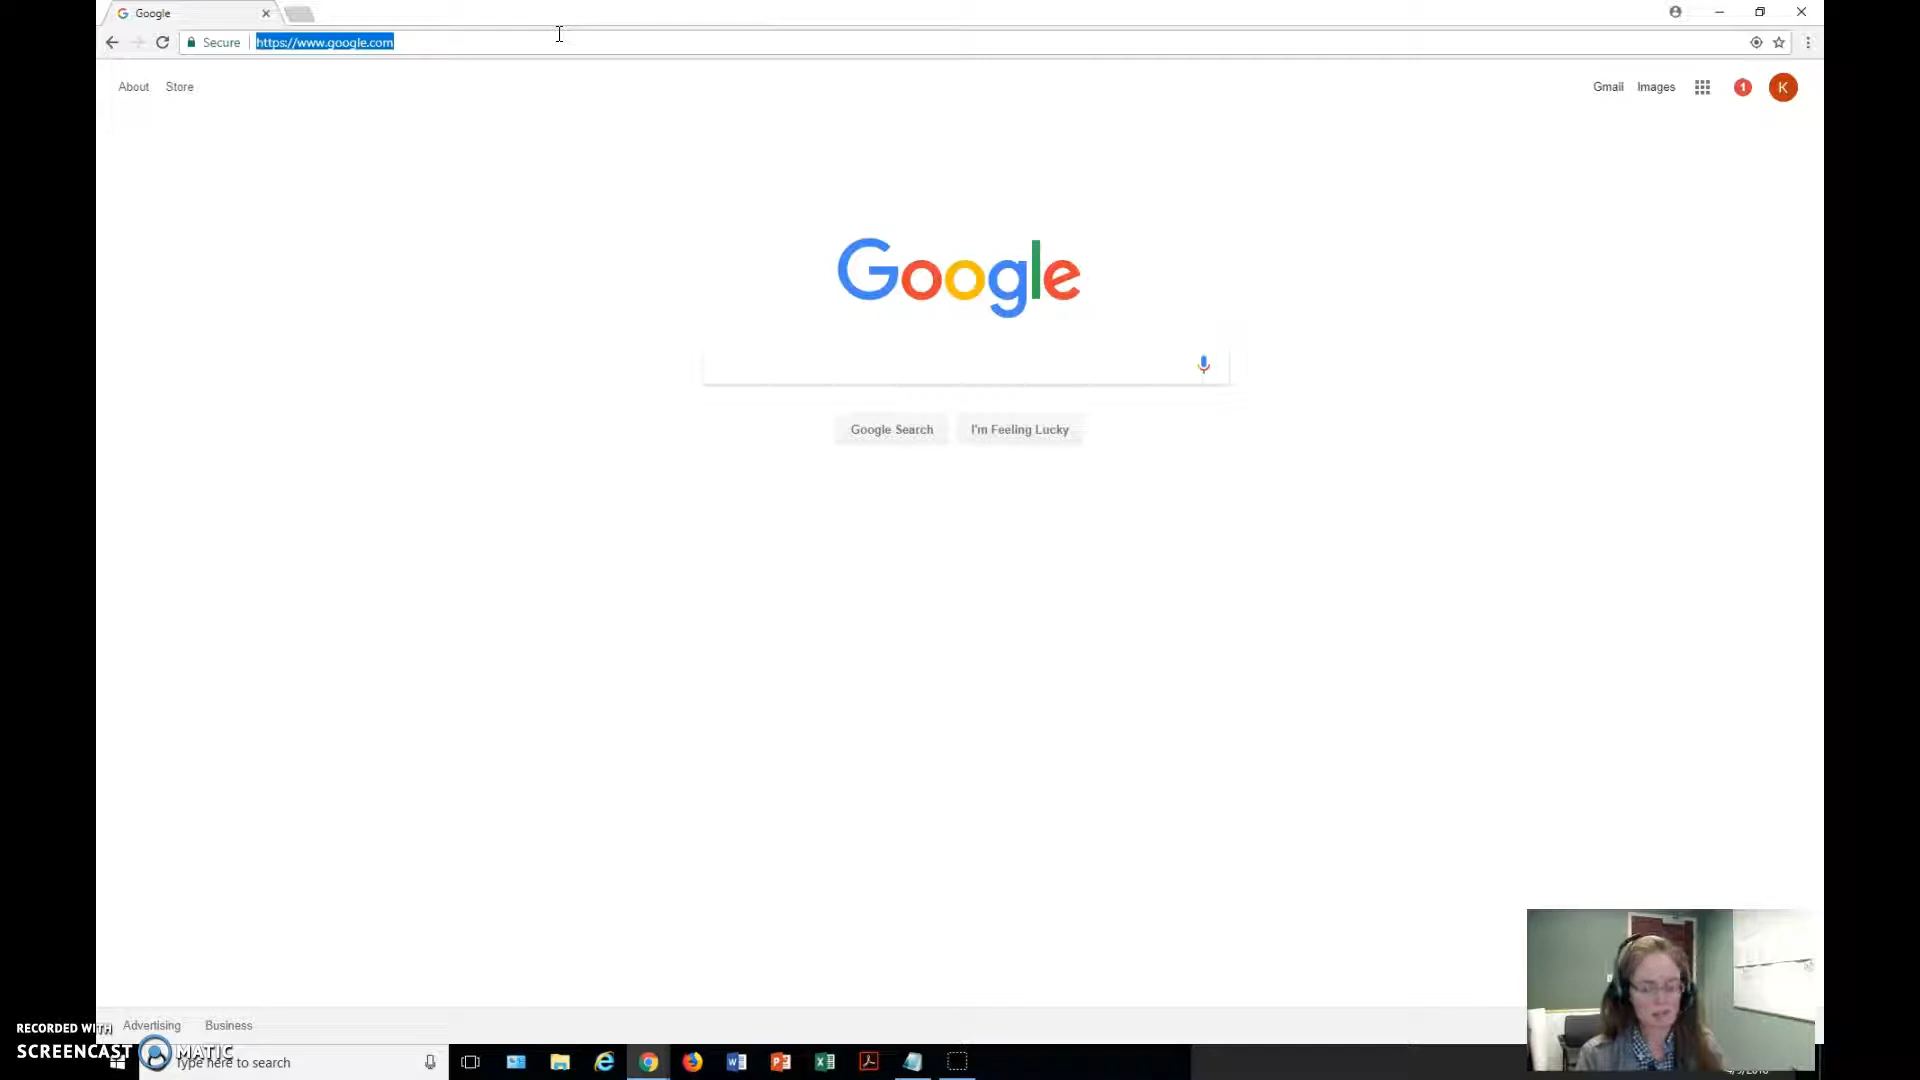 Google
Secure
https://www.google.com
About
Store
Gmail
Images
1
K
Google
Google Search
I'm Feeling Lucky
Advertising
Business
RECORDED WITH
SCREENCAST MATIC
Type here to search